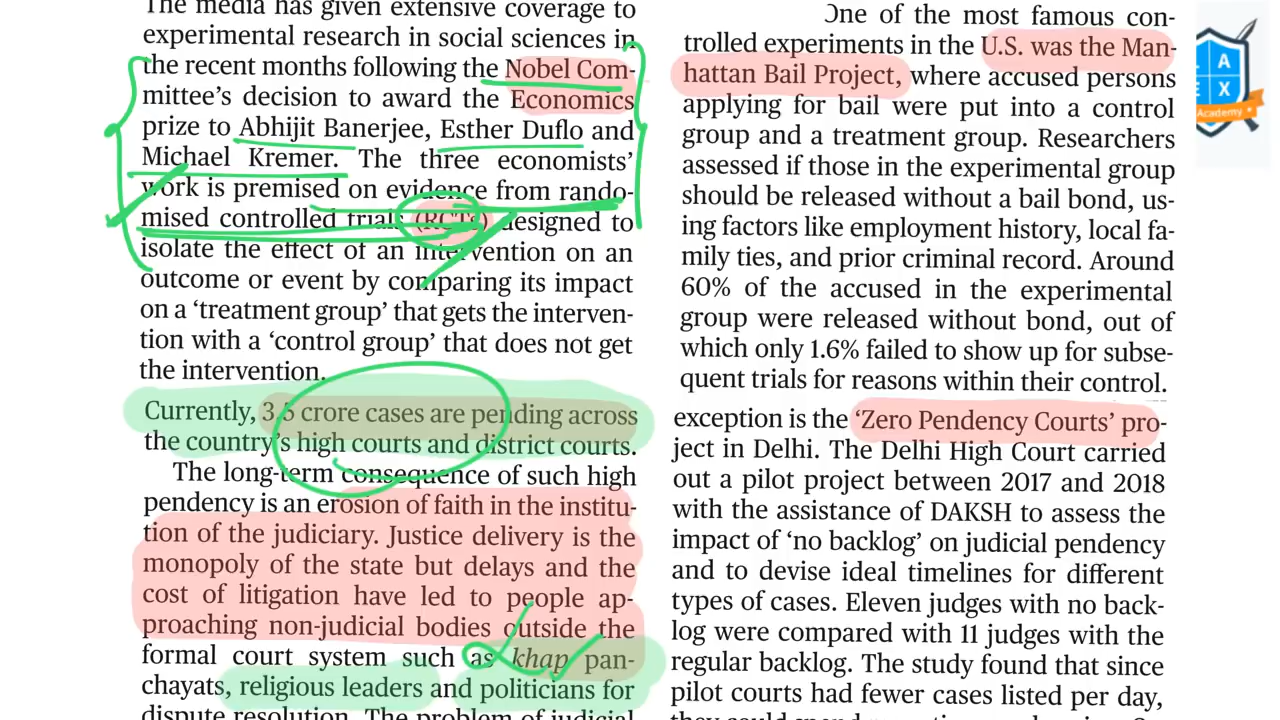 The media has given extensive coverage to
experimental research in social sciences in
the recent months following the Nobel Com-
mittee's decision to award the Economics
prize to Abhijit Banerjee, Esther Duflo and
Michael Kremer. The three economists'
work is premised on evidence from rando-
mised controlled trials (RCTs) designed to
isolate the effect of an intervention on an
outcome or event by comparing its impact
on a 'treatment group' that gets the interven-
tion with a 'control group' that does not get
the intervention.
Currently, 3.5 crore cases are pending across
the country's high courts and district courts.
The long-term consequence of such high
pendency is an erosion of faith in the institu-
tion of the judiciary. Justice delivery is the
monopoly of the state but delays and the
cost of litigation have led to people ap-
proaching non-judicial bodies outside the
formal court system such as khap pan-
chayats, religious leaders and politicians for
dispute resolution. The problem of judicial
One of the most famous con-
trolled experiments in the U.S. was the Man-
hattan Bail Project, where accused persons
applying for bail were put into a control
group and a treatment group. Researchers
assessed if those in the experimental group
should be released without a bail bond, us-
ing factors like employment history, local fa-
mily ties, and prior criminal record. Around
60% of the accused in the experimental
group were released without bond, out of
which only 1.6% failed to show up for subse-
quent trials for reasons within their control.
exception is the 'Zero Pendency Courts' pro-
ject in Delhi. The Delhi High Court carried
out a pilot project between 2017 and 2018
with the assistance of DAKSH to assess the
impact of 'no backlog' on judicial pendency
and to devise ideal timelines for different
types of cases. Eleven judges with no back-
log were compared with 11 judges with the
regular backlog. The study found that since
pilot courts had fewer cases listed per day,
L A
E X
Academy